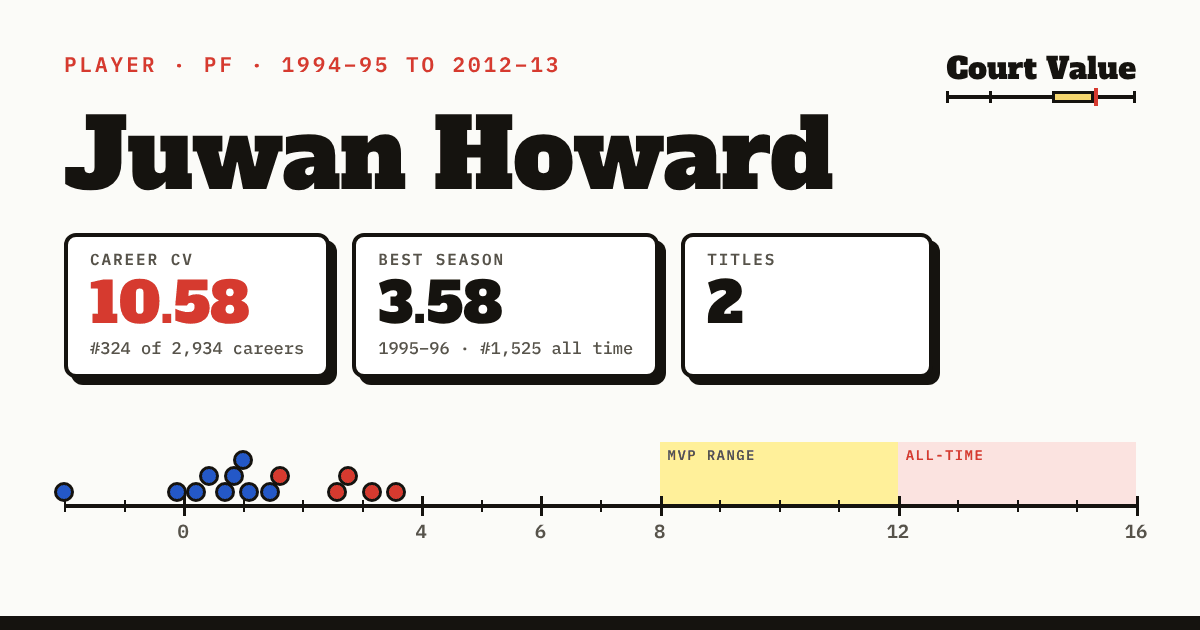 PLAYER · PF · 1994–95 TO 2012–13
Court Value
Juwan Howard
CAREER CV
10.58
#324 of 2,934 careers
BEST SEASON
3.58
1995–96 · #1,525 all time
TITLES
2
MVP RANGE
ALL-TIME
0 4 6 8 12 16